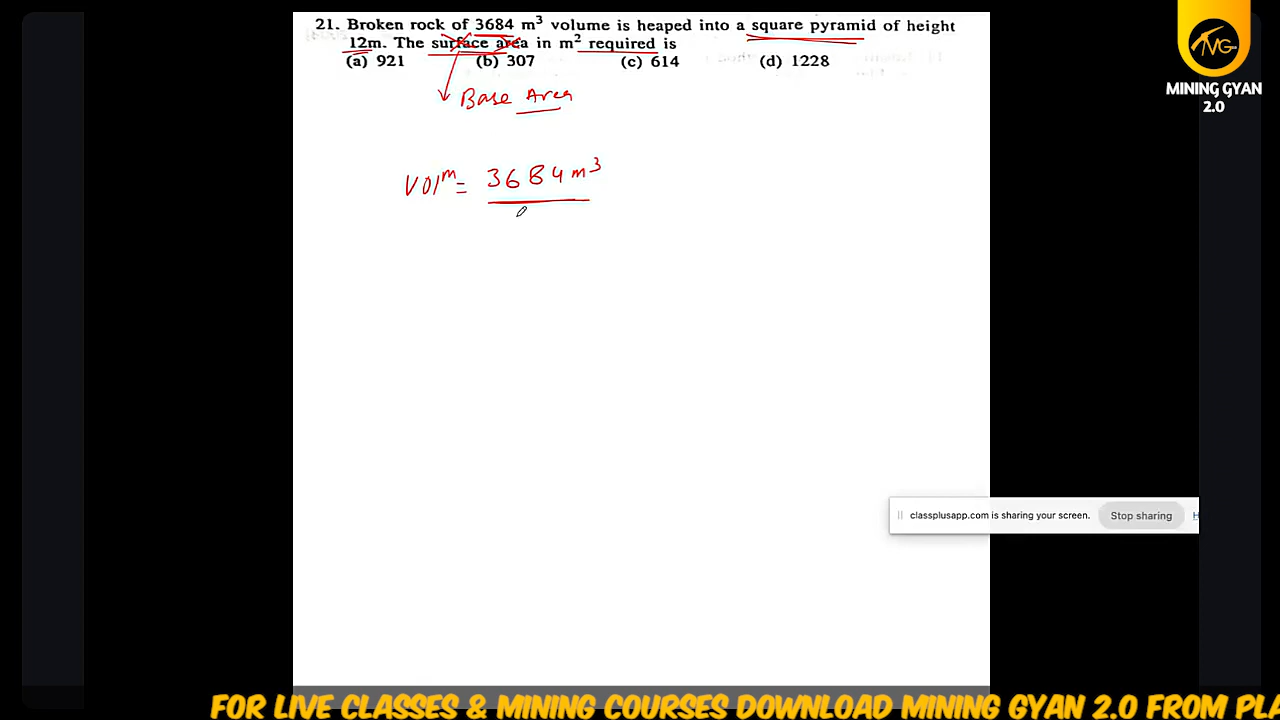 21. Broken rock of 3684 m³ volume is heaped into a square pyramid of height
12m. The surface area in m² required is
(a) 921 (b) 307 (c) 614 (d) 1228
Base Area
Volᵐ = 3684 m³
TMG
MINING GYAN
2.0
classplusapp.com is sharing your screen. Stop sharing H
FOR LIVE CLASSES & MINING COURSES DOWNLOAD MINING GYAN 2.0 FROM PLA